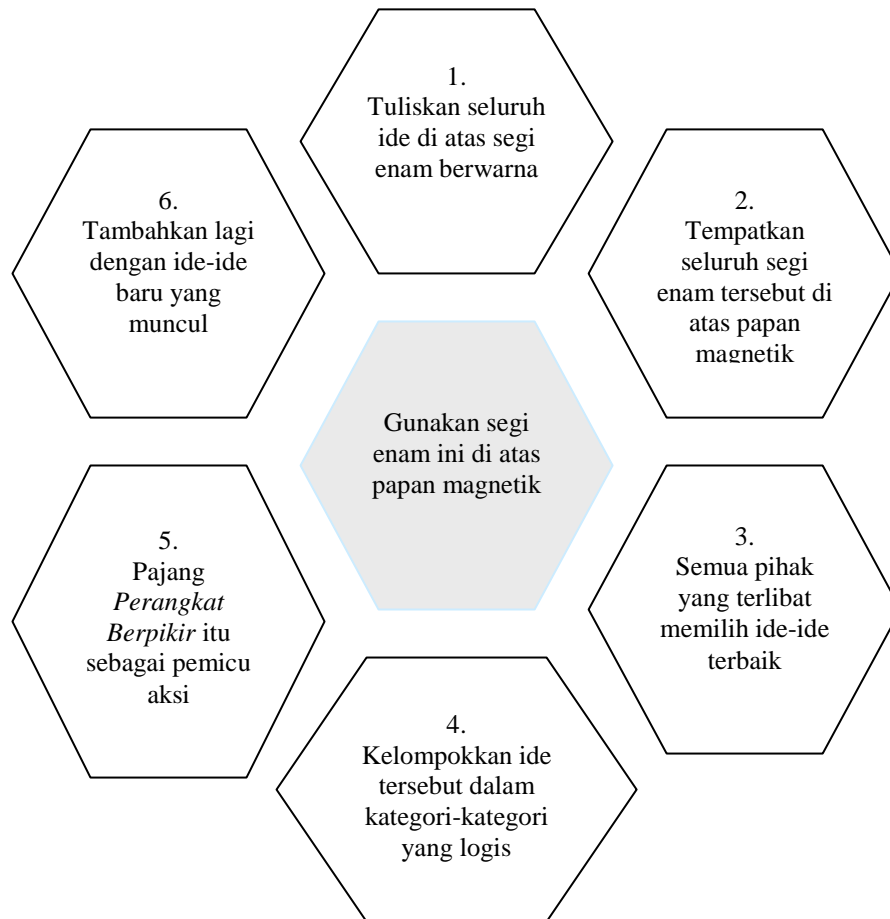 1.
Tuliskan seluruh
ide di atas segi
enam berwarna
2.
Tempatkan
seluruh segi
enam tersebut di
atas papan
magnetik
3.
Semua pihak
yang terlibat
memilih ide-ide
terbaik
4.
Kelompokkan ide
tersebut dalam
kategori-kategori
yang logis
5.
Pajang
Perangkat
Berpikir itu
sebagai pemicu
aksi
6.
Tambahkan lagi
dengan ide-ide
baru yang
muncul
Gunakan segi
enam ini di atas
papan magnetik